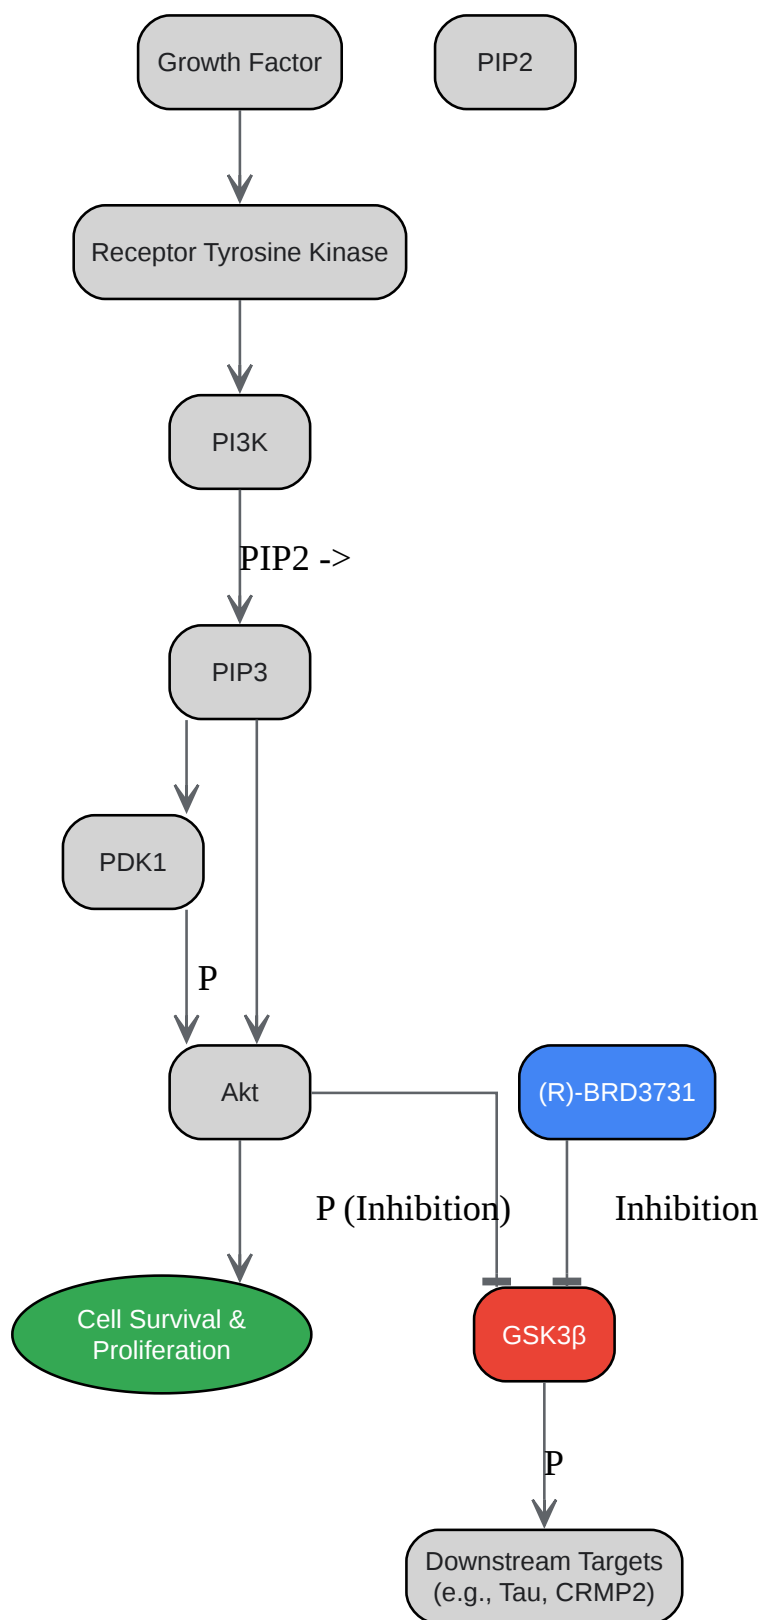 Growth Factor
PIP2
Receptor Tyrosine Kinase
PI3K
PIP2 ->
PIP3
PDK1
P
Akt
(R)-BRD3731
P (Inhibition)
Inhibition
Cell Survival &
Proliferation
GSK3β
P
Downstream Targets
(e.g., Tau, CRMP2)